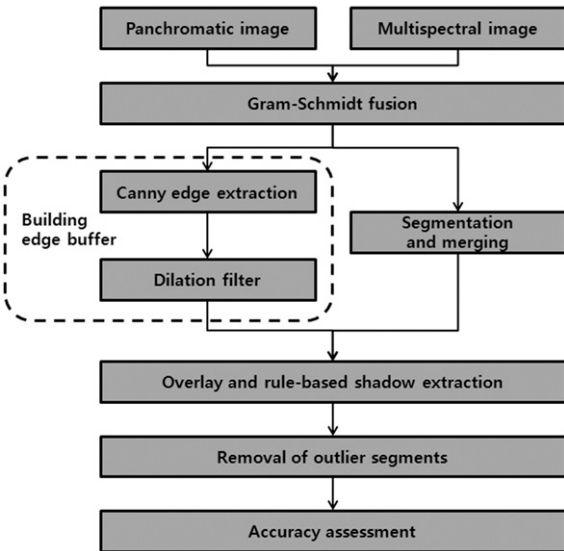 Panchromatic image
Multispectral image
Gram-Schmidt fusion
Canny edge extraction
Building
edge buffer
Segmentation
and merging
Dilation filter
Overlay and rule-based shadow extraction
Removal of outlier segments
Accuracy assessment